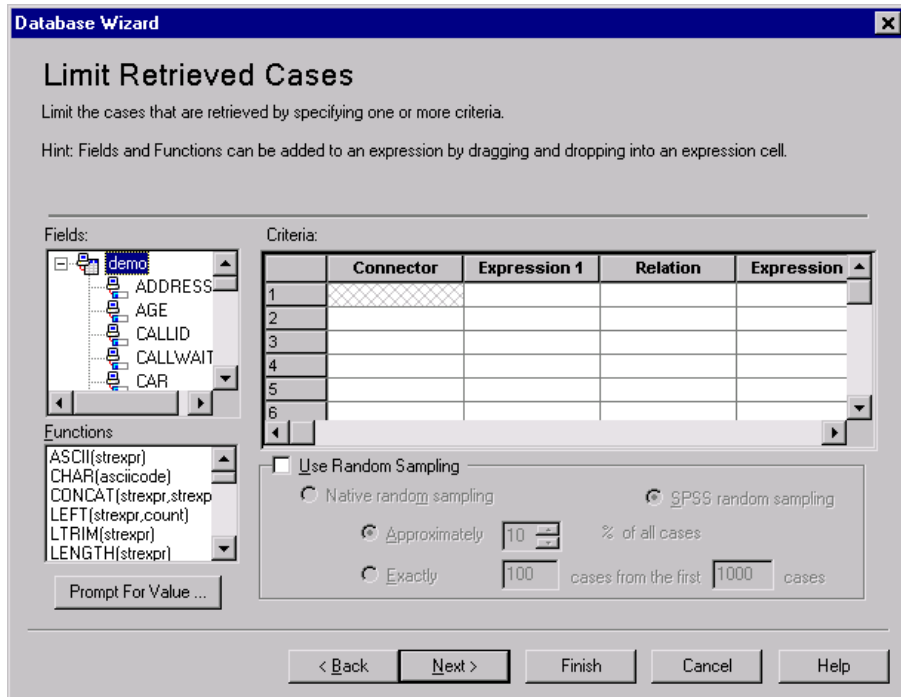 Database Wizard
Limit Retrieved Cases
Limit the cases that are retrieved by specifying one or more criteria.
Hint: Fields and Functions can be added to an expression by dragging and dropping into an expression cell.
Fields:
demo
ADDRESS
AGE
CALLID
CALLWAIT
CAR
Criteria:
Connector Expression 1 Relation Expression
1
2
3
4
5
6
Functions
ASCII(strexpr)
CHAR(asciicode)
CONCAT(strexpr,strexp
LEFT(strexpr,count)
LTRIM(strexpr)
LENGTH(strexpr)
Prompt For Value ...
Use Random Sampling
Native random sampling SPSS random sampling
Approximately 10 % of all cases
Exactly 100 cases from the first 1000 cases
< Back Next > Finish Cancel Help